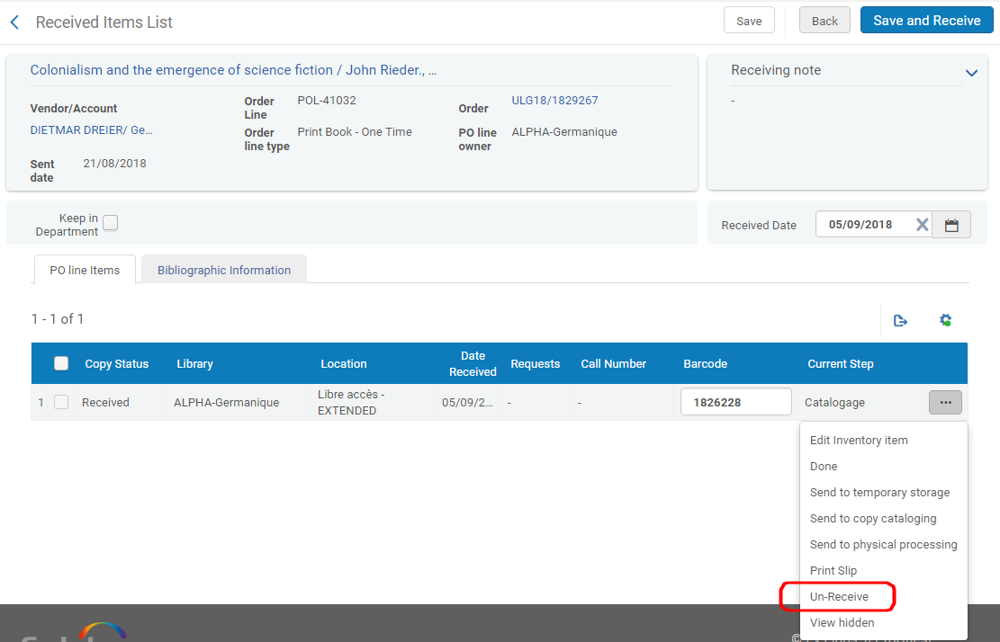 Received Items List
Save
Back
Save and Receive
Colonialism and the emergence of science fiction / John Rieder., ...
Receiving note
-
Vendor/Account
DIETMAR DREIER/ Ge...
Order
Line
POL-41032
Order
ULG18/1829267
Order
line type
Print Book - One Time
PO line
owner
ALPHA-Germanique
Sent
date
21/08/2018
Keep in
Department
Received Date
05/09/2018
PO line Items
Bibliographic Information
1 - 1 of 1
Copy Status
Library
Location
Date
Received
Requests
Call Number
Barcode
Current Step
1
Received
ALPHA-Germanique
Libre accès -
EXTENDED
05/09/2...
-
-
1826228
Catalogage
Edit Inventory item
Done
Send to temporary storage
Send to copy cataloging
Send to physical processing
Print Slip
Un-Receive
View hidden